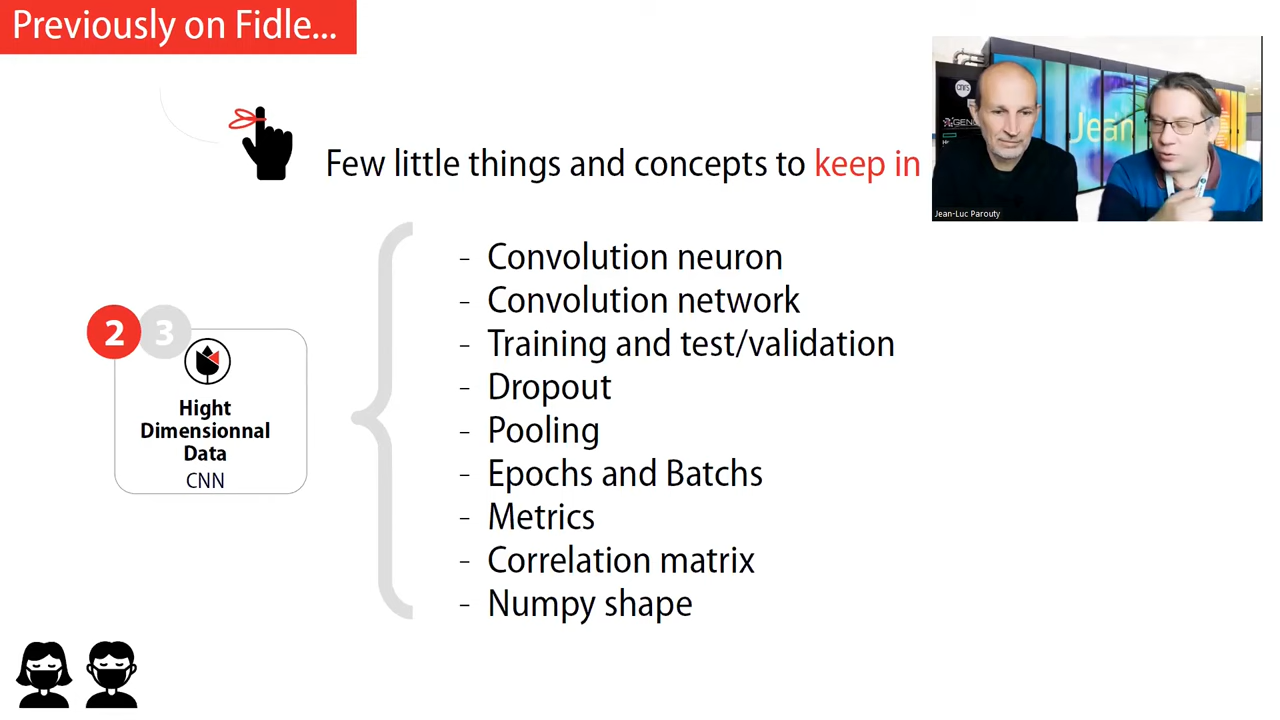 Previously on Fidle...
Few little things and concepts to keep in
Jean
Jean-Luc Parouty
- Convolution neuron
- Convolution network
- Training and test/validation
- Dropout
- Pooling
- Epochs and Batchs
- Metrics
- Correlation matrix
- Numpy shape
2 3
Hight
Dimensionnal
Data
CNN